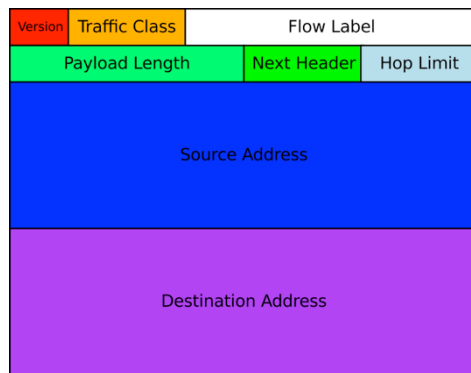 Version Traffic Class Flow Label
Payload Length Next Header Hop Limit
Source Address
Destination Address